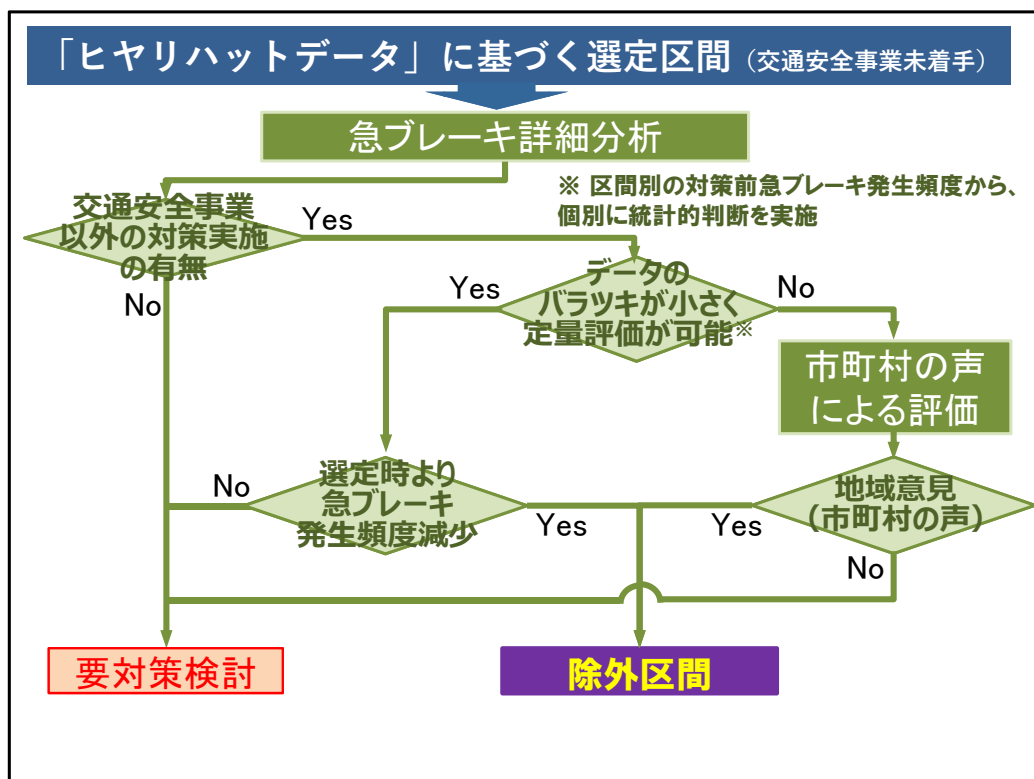 「ヒヤリハットデータ」に基づく選定区間（交通安全事業未着手）
急ブレーキ詳細分析
※ 区間別の対策前急ブレーキ発生頻度から、
個別に統計的判断を実施
交通安全事業
以外の対策実施
の有無
Yes
No
データの
バラツキが小さく
定量評価が可能※
Yes
No
市町村の声
による評価
選定時より
急ブレーキ
発生頻度減少
No
Yes
地域意見
（市町村の声）
Yes
No
要対策検討
除外区間